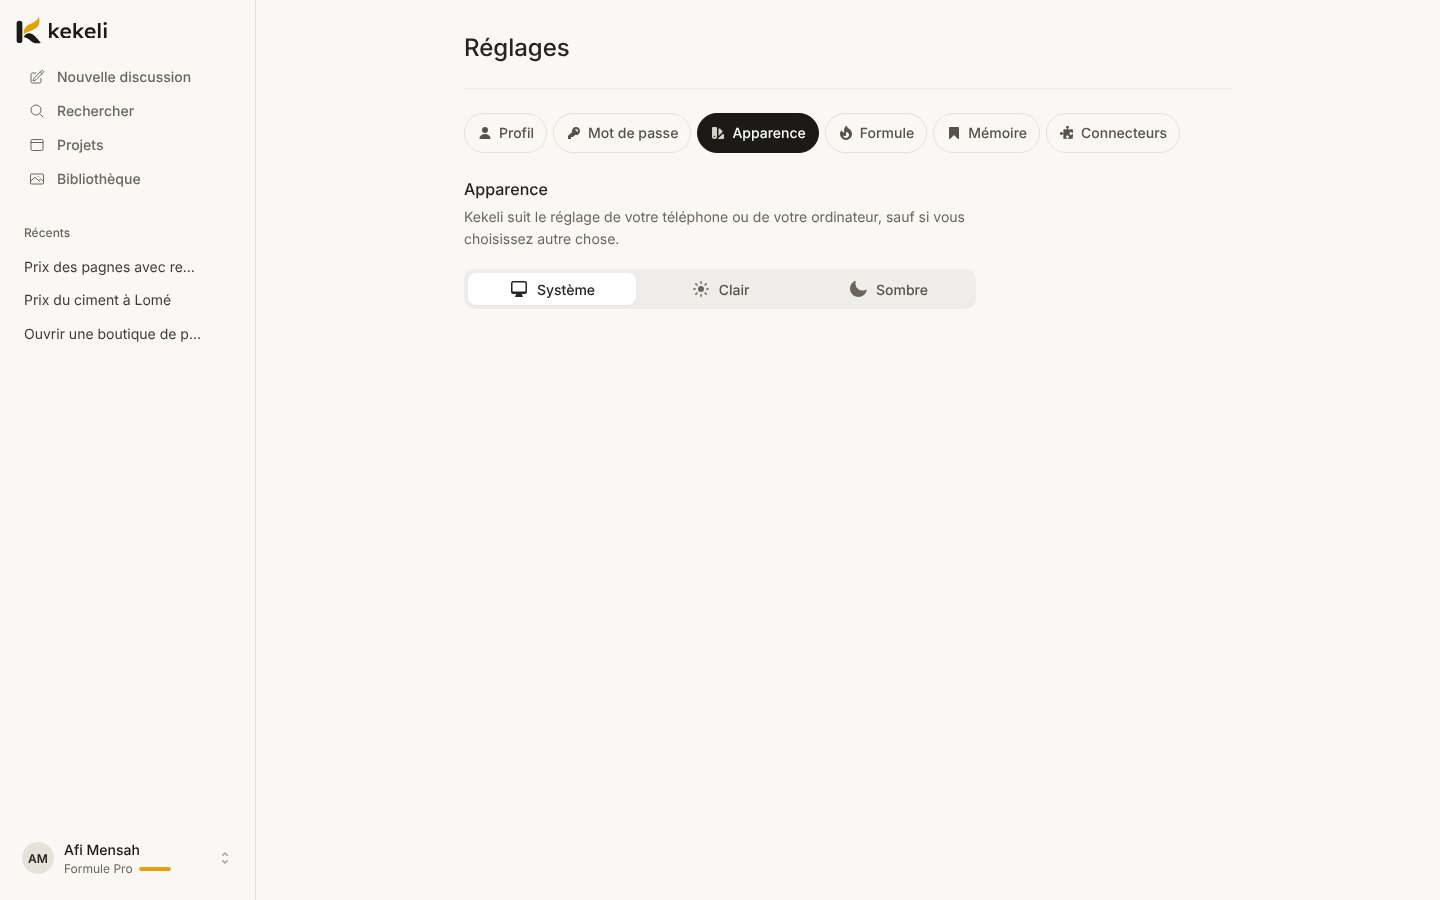 kekeli
Nouvelle discussion
Rechercher
Projets
Bibliothèque
Récents
Prix des pagnes avec re...
Prix du ciment à Lomé
Ouvrir une boutique de p...
AM
Afi Mensah
Formule Pro
Réglages
Profil
Mot de passe
Apparence
Formule
Mémoire
Connecteurs
Apparence
Kekeli suit le réglage de votre téléphone ou de votre ordinateur, sauf si vous
choisissez autre chose.
Système
Clair
Sombre